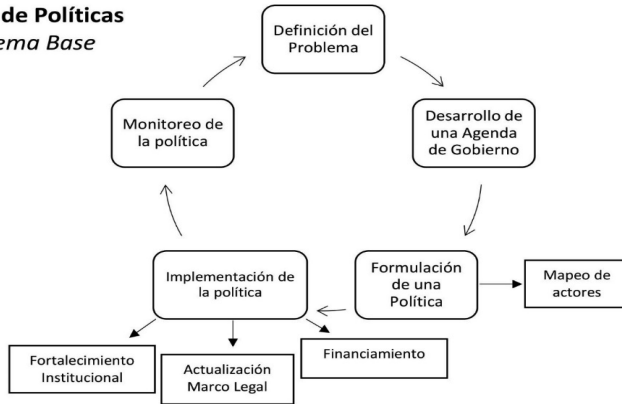 de Políticas
ema Base
Definición del
Problema
Desarrollo de
una Agenda
de Gobierno
Formulación
de una
Política
Mapeo de
actores
Implementación de
la política
Fortalecimiento
Institucional
Actualización
Marco Legal
Financiamiento
Monitoreo de
la política